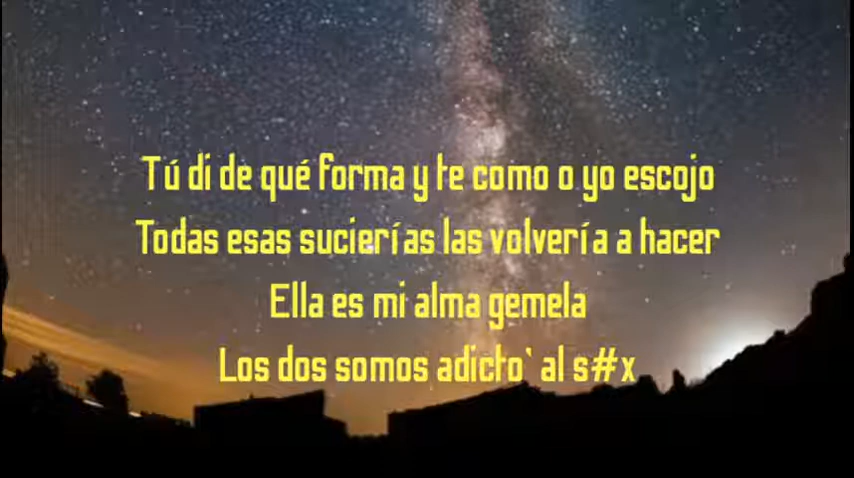 Tú di de qué forma y te como o yo escojo
Todas esas sucierías las volvería a hacer
Ella es mi alma gemela
Los dos somos adicto` al s#x